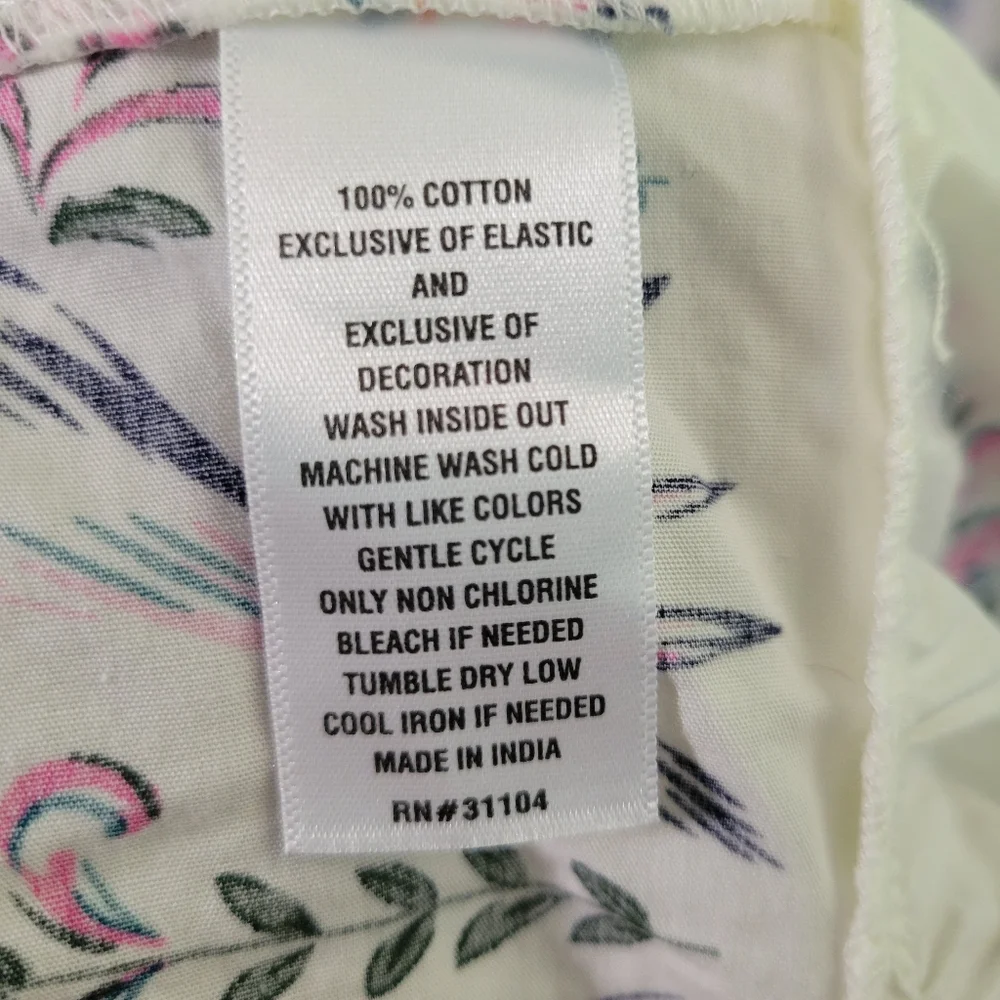 100% COTTON
EXCLUSIVE OF ELASTIC
AND
EXCLUSIVE OF
DECORATION
WASH INSIDE OUT
MACHINE WASH COLD
WITH LIKE COLORS
GENTLE CYCLE
ONLY NON CHLORINE
BLEACH IF NEEDED
TUMBLE DRY LOW
COOL IRON IF NEEDED
MADE IN INDIA
RN#31104